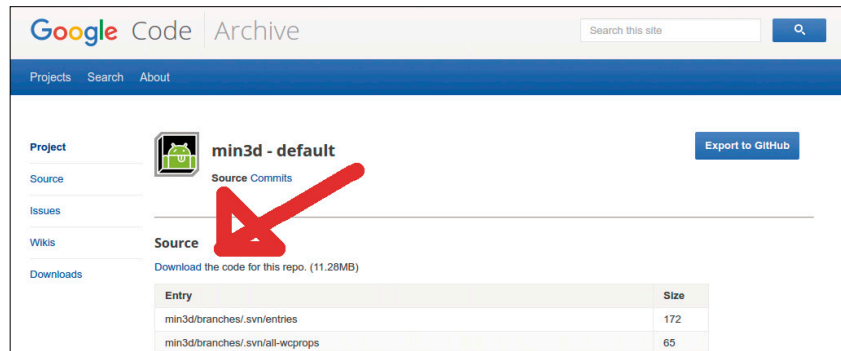 Google Code Archive
Search this site
Projects Search About
Project
Source
Issues
Wikis
Downloads
min3d - default
Source Commits
Export to GitHub
Source
Download the code for this repo. (11.28MB)
Entry Size
min3d/branches/.svn/entries 172
min3d/branches/.svn/all-wcprops 65